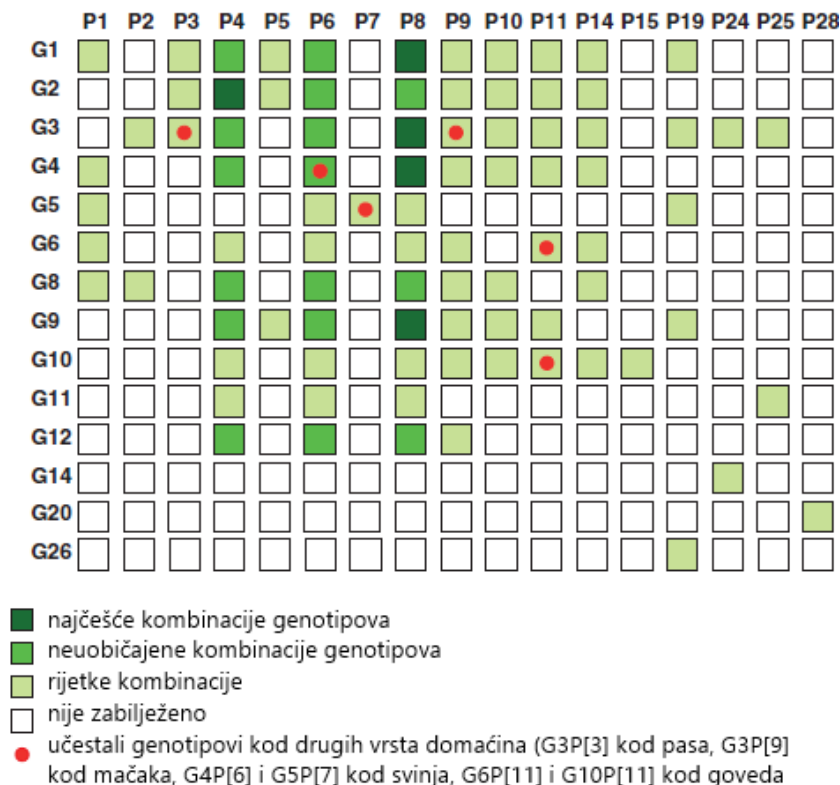 P1 P2 P3 P4 P5 P6 P7 P8 P9 P10 P11 P14 P15 P19 P24 P25 P28
G1
G2
G3
G4
G5
G6
G8
G9
G10
G11
G12
G14
G20
G26
najčešće kombinacije genotipova
neuobičajene kombinacije genotipova
rijetke kombinacije
nije zabilježeno
učestali genotipovi kod drugih vrsta domaćina (G3P[3] kod pasa, G3P[9]
kod mačaka, G4P[6] i G5P[7] kod svinja, G6P[11] i G10P[11] kod goveda